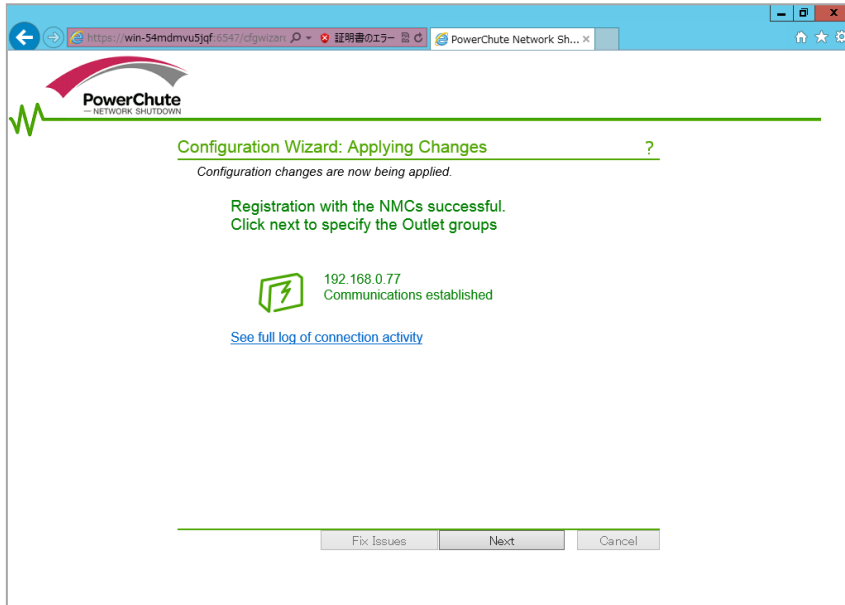 https://win-54mdmvu5jqf:6547/cfgwizar
証明書のエラー
PowerChute Network Sh...
PowerChute
NETWORK SHUTDOWN
Configuration Wizard: Applying Changes
?
Configuration changes are now being applied.
Registration with the NMCs successful.
Click next to specify the Outlet groups
192.168.0.77
Communications established
See full log of connection activity
Fix Issues
Next
Cancel